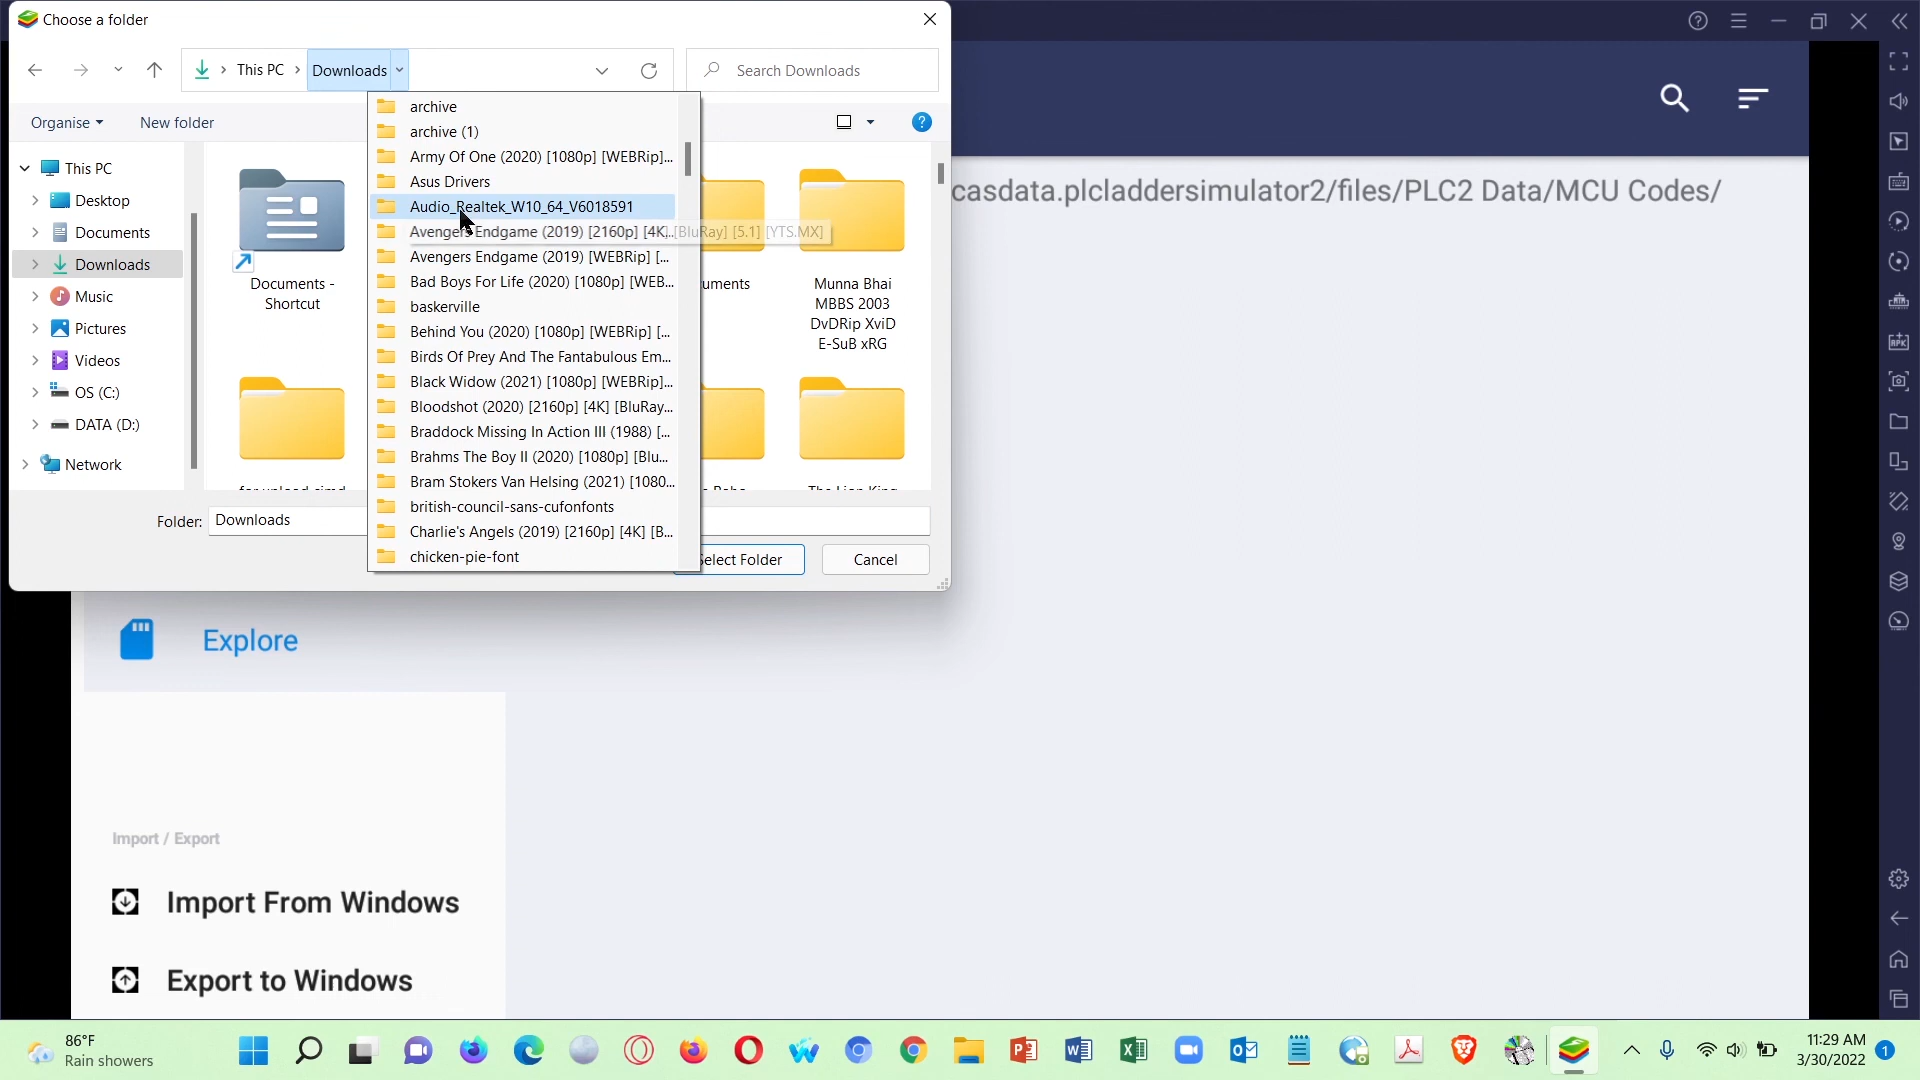 Choose a folder
This PC
Downloads
Search Downloads
Organise
New folder
This PC
Desktop
Documents
Downloads
Music
Pictures
Videos
OS (C:)
DATA (D:)
Network
Documents -
Shortcut
archive
archive (1)
Army Of One (2020) [1080p] [WEBRip]...
Asus Drivers
Audio_Realtek_W10_64_V6018591
Avengers Endgame (2019) [2160p] [4K]...[BluRay] [5.1] [YTS.MX]
Avengers Endgame (2019) [WEBRip] [...
Bad Boys For Life (2020) [1080p] [WEB...
baskerville
Behind You (2020) [1080p] [WEBRip] [...
Birds Of Prey And The Fantabulous Em...
Black Widow (2021) [1080p] [WEBRip]...
Bloodshot (2020) [2160p] [4K] [BluRay...
Braddock Missing In Action III (1988) [...
Brahms The Boy II (2020) [1080p] [Blu...
Bram Stokers Van Helsing (2021) [1080...
british-council-sans-cufonfonts
Charlie's Angels (2019) [2160p] [4K] [B...
chicken-pie-font
uments
Munna Bhai
MBBS 2003
DvDRip XviD
E-SuB xRG
Folder:
Downloads
Select Folder
Cancel
casdata.plcladdersimulator2/files/PLC2 Data/MCU Codes/
Explore
Import / Export
Import From Windows
Export to Windows
86°F
Rain showers
11:29 AM
3/30/2022
1